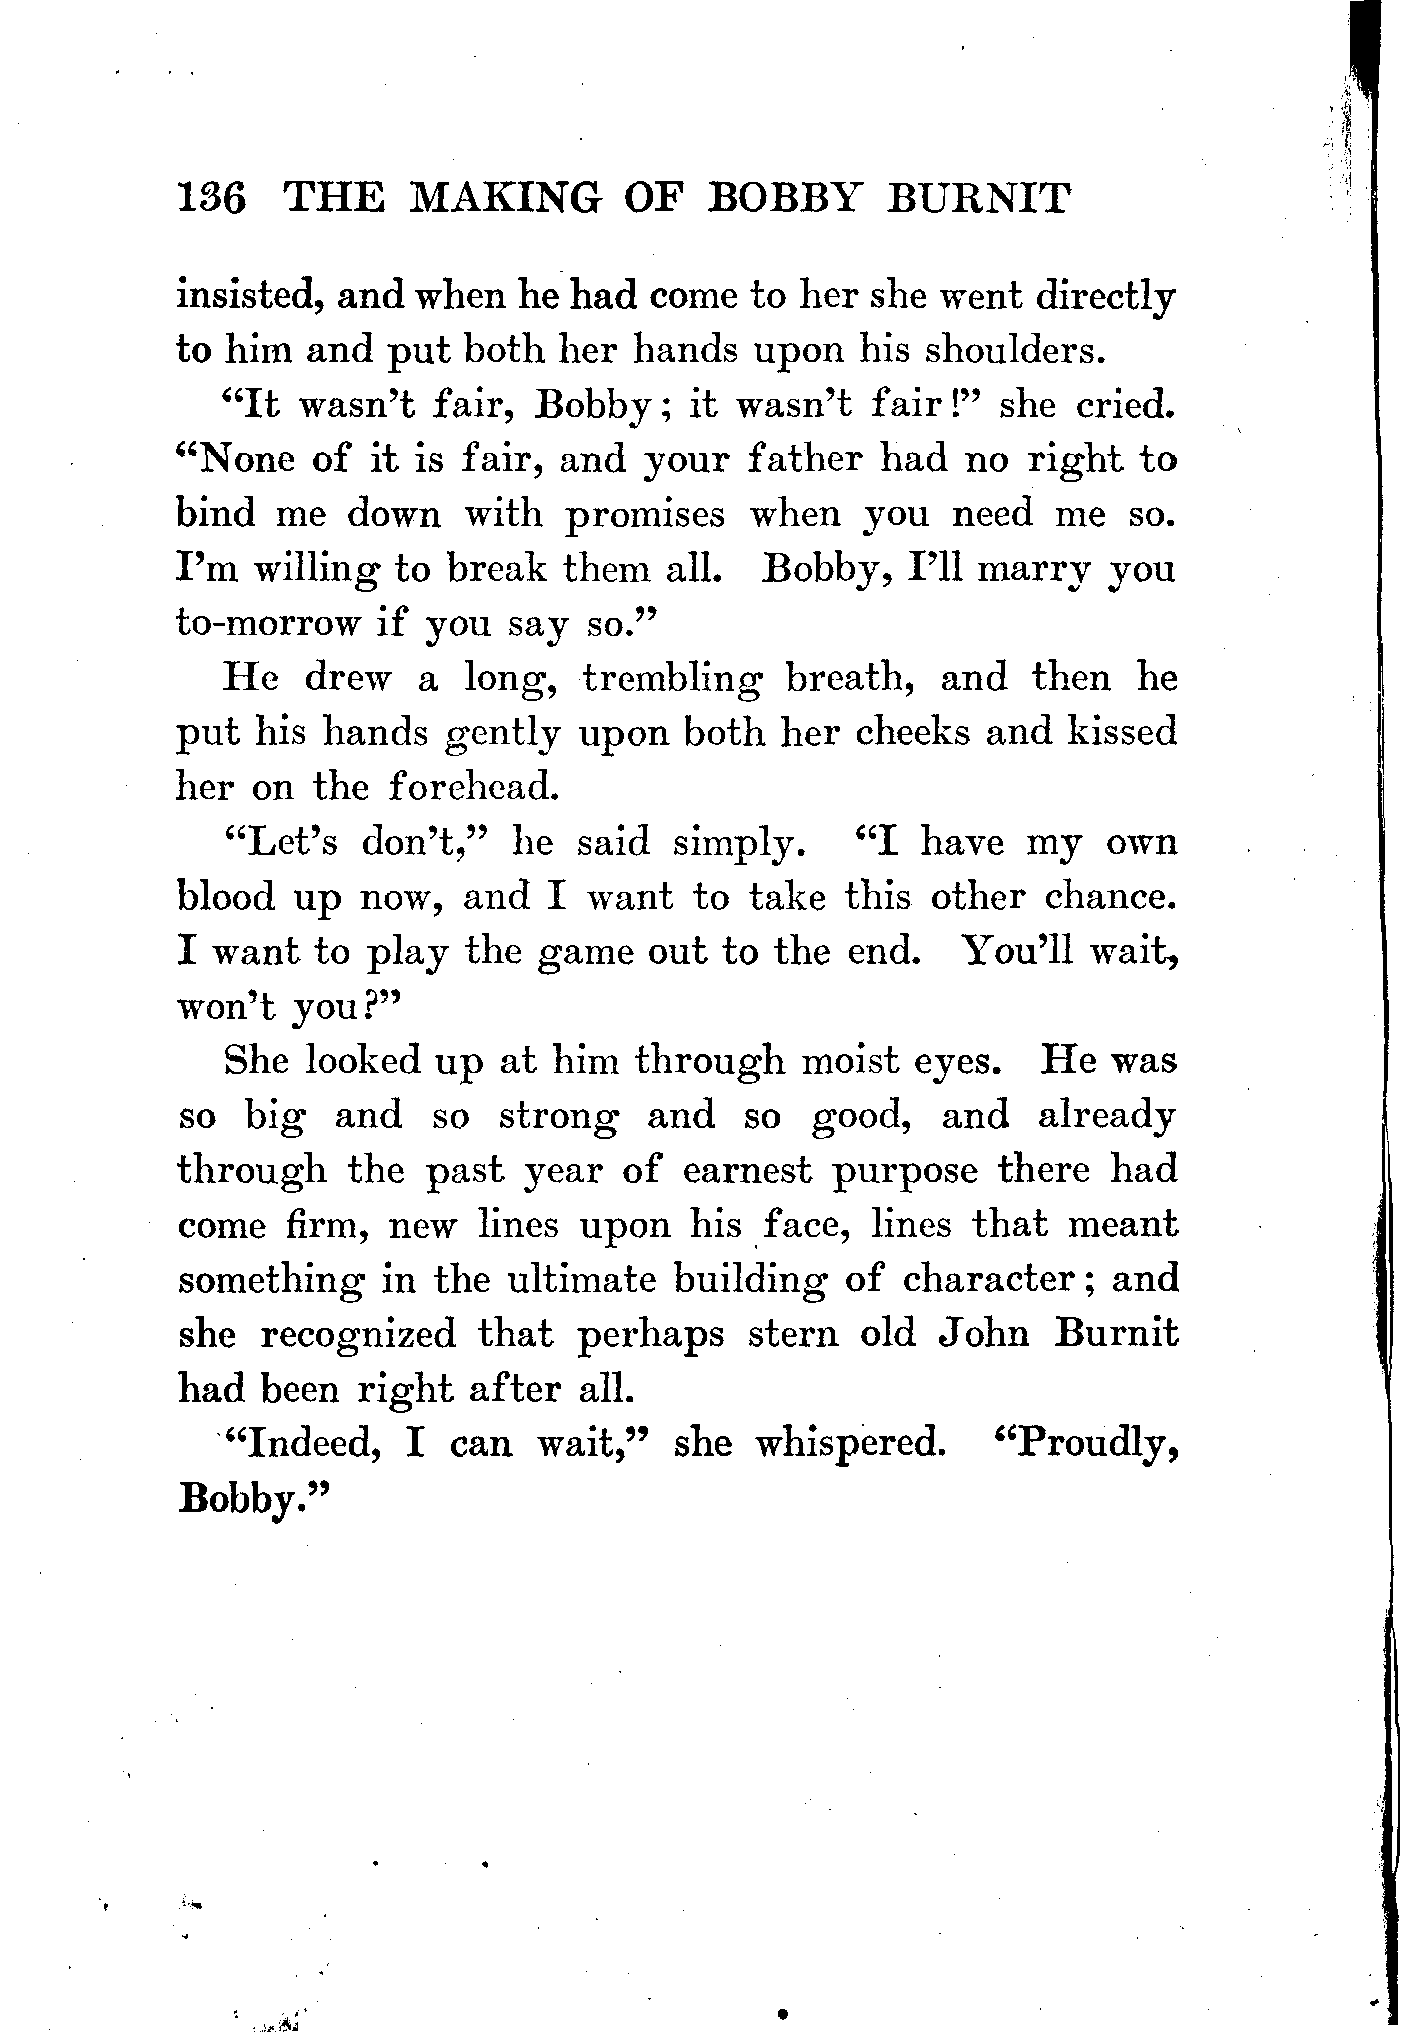 136 THE MAKING OF BOBBY BURNIT
insisted, and when he had come to her she went directly
to him and put both her hands upon his shoulders.
“It wasn’t fair, Bobby; it wasn’t fair!” she cried.
“None of it is fair, and your father had no right to
bind me down with promises when you need me so.
I’m willing to break them all. Bobby, I’ll marry you
to-morrow if you say so.”
He drew a long, trembling breath, and then he
put his hands gently upon both her cheeks and kissed
her on the forehead.
“Let’s don’t,” he said simply. “I have my own
blood up now, and I want to take this other chance.
I want to play the game out to the end. You’ll wait,
won’t you?”
She looked up at him through moist eyes. He was
so big and so strong and so good, and already
through the past year of earnest purpose there had
come firm, new lines upon his face, lines that meant
something in the ultimate building of character; and
she recognized that perhaps stern old John Burnit
had been right after all.
“Indeed, I can wait,” she whispered. “Proudly,
Bobby.”